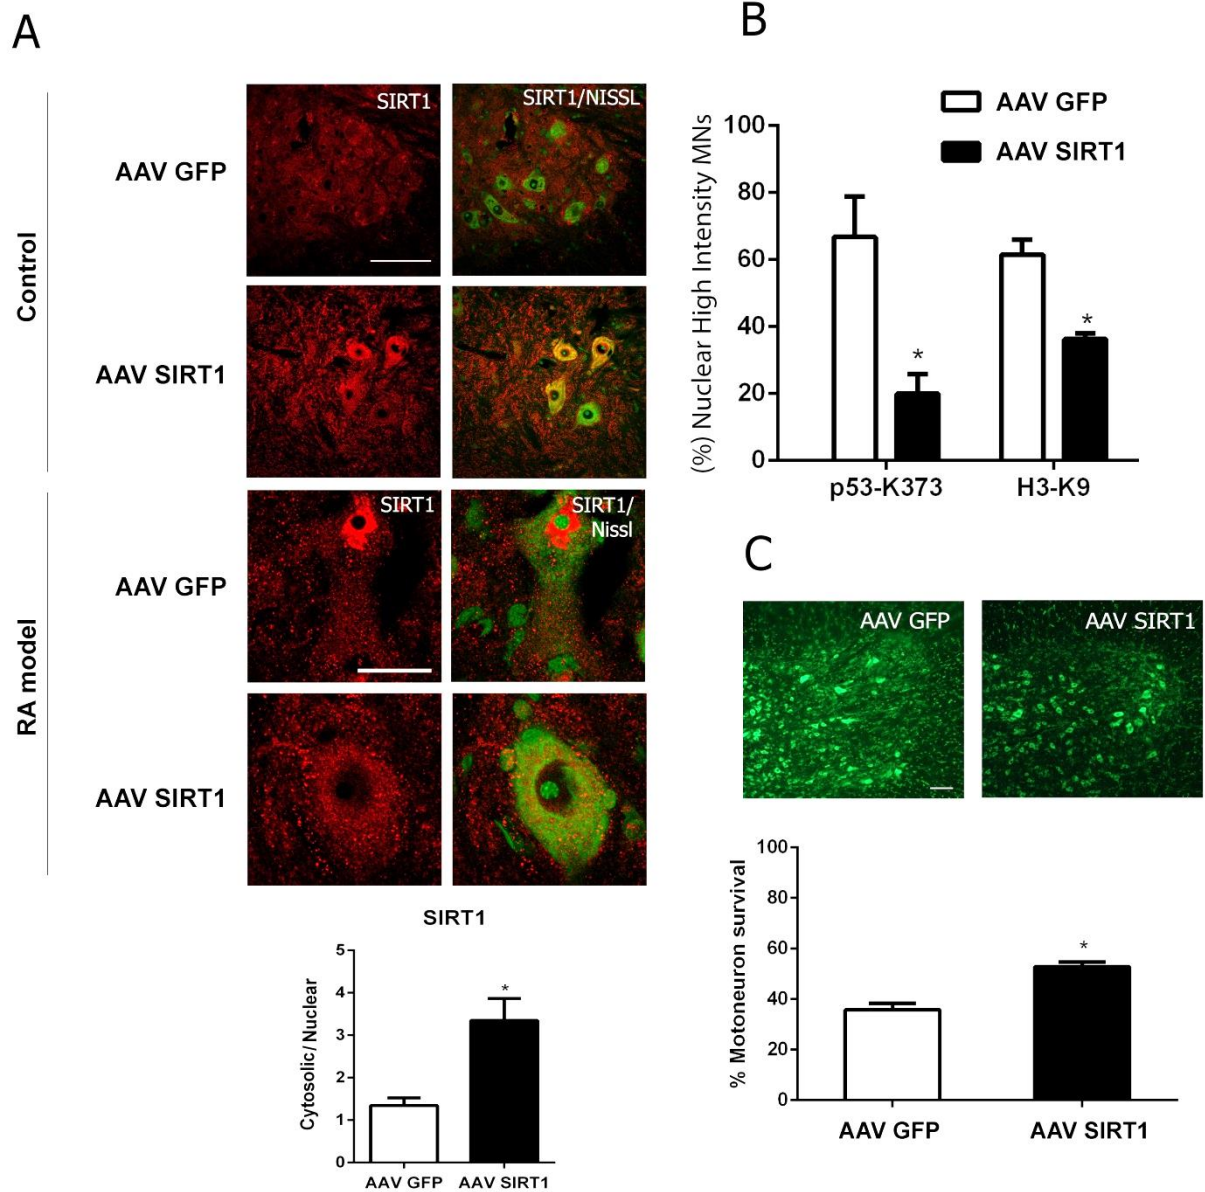 A
Control
AAV GFP
SIRT1
SIRT1/NISSL
AAV SIRT1
RA model
AAV GFP
SIRT1
SIRT1/
Nissl
AAV SIRT1
SIRT1
Cytosolic/ Nuclear
5
4
3
2
1
0
*
AAV GFP
AAV SIRT1
B
AAV GFP
AAV SIRT1
(%) Nuclear High Intensity MNs
100
80
60
40
20
0
*
*
p53-K373
H3-K9
C
AAV GFP
AAV SIRT1
% Motoneuron survival
100
80
60
40
20
0
*
AAV GFP
AAV SIRT1